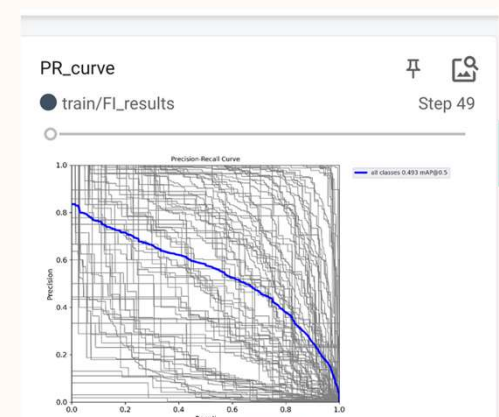 PR_curve
train/FI_results
Step 49
Precision-Recall Curve
all classes 0.493 mAP@0.5
1.0
0.8
0.6
0.4
0.2
0.0
Precision
0.0 0.2 0.4 0.6 0.8 1.0